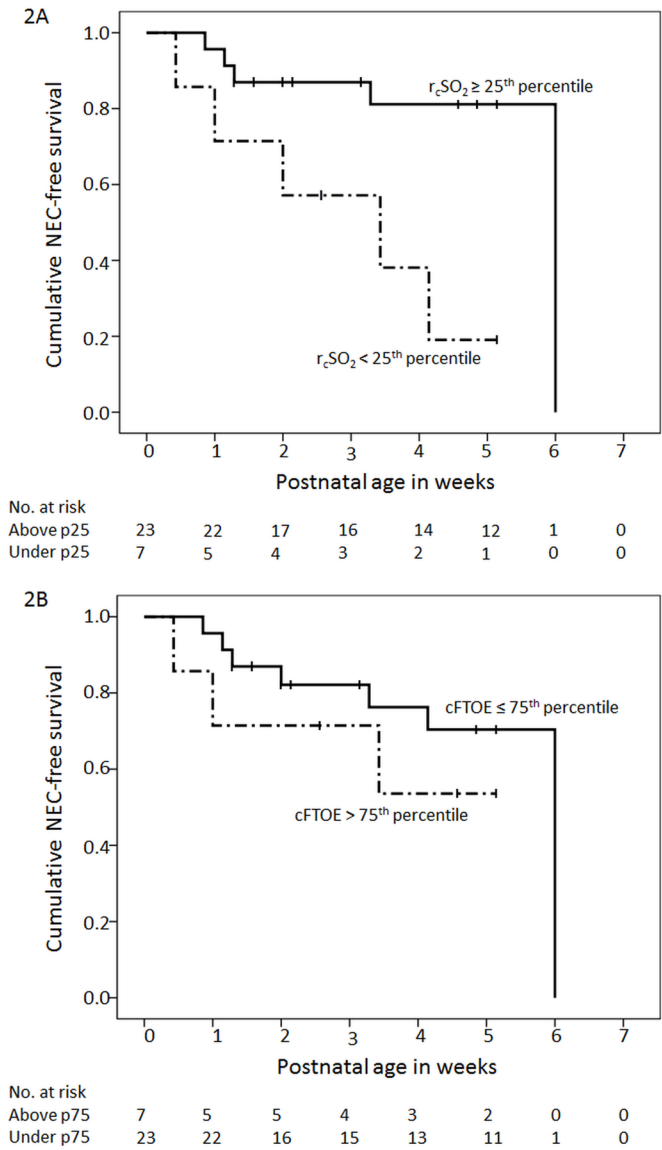 2A
1.0
0.8
0.6
0.4
0.2
0.0
Cumulative NEC-free survival
rcSO2 ≥ 25th percentile
rcSO2 < 25th percentile
0 1 2 3 4 5 6 7
Postnatal age in weeks
No. at risk
Above p25 23 22 17 16 14 12 1 0
Under p25 7 5 4 3 2 1 0 0
2B
1.0
0.8
0.6
0.4
0.2
0.0
Cumulative NEC-free survival
cFTOE ≤ 75th percentile
cFTOE > 75th percentile
0 1 2 3 4 5 6 7
Postnatal age in weeks
No. at risk
Above p75 7 5 5 4 3 2 0 0
Under p75 23 22 16 15 13 11 1 0